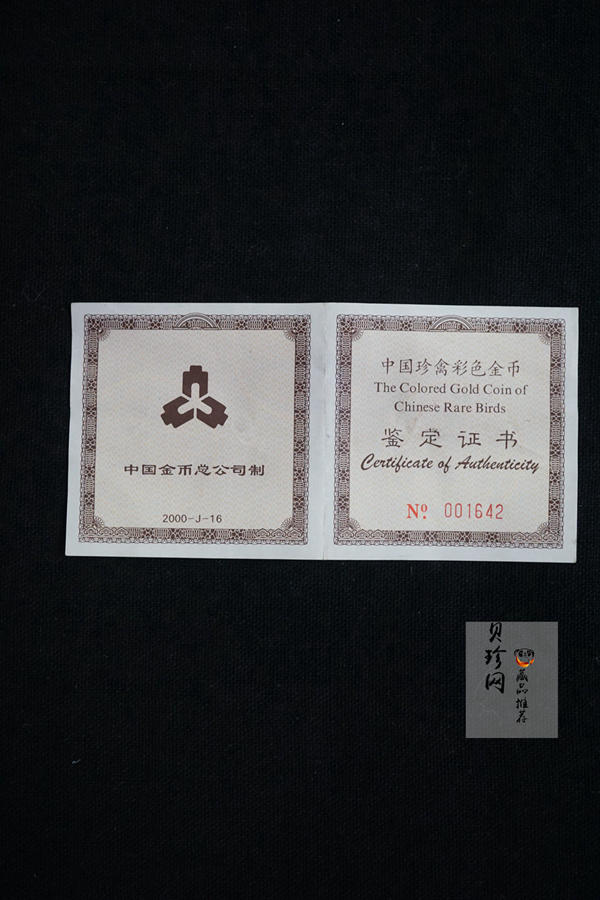 中国金币总公司制
2000-J-16
中国珍禽彩色金币
The Colored Gold Coin of
Chinese Rare Birds
鉴定证书
Certificate of Authenticity
Nº 001642
贝珍网
藏品推荐